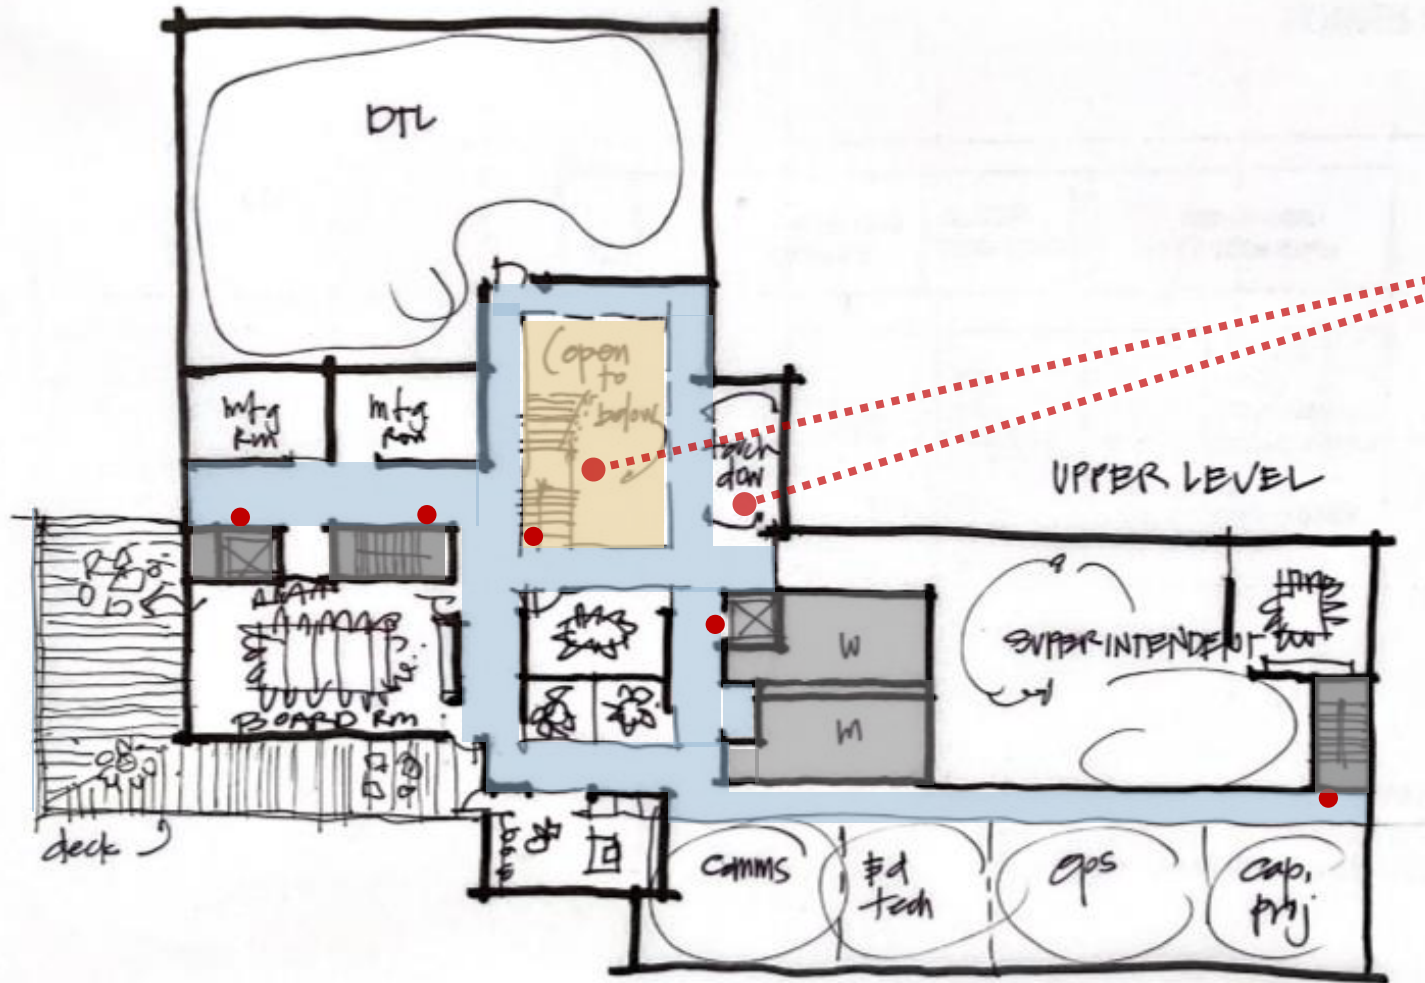 DTL
(open
to
below)
mtg
Rm
mtg
Rm
touch
down
UPPER LEVEL
W
SUPERINTENDENT
M
BOARD RM
deck
Comms
Ed
tech
Ops
cap.
proj